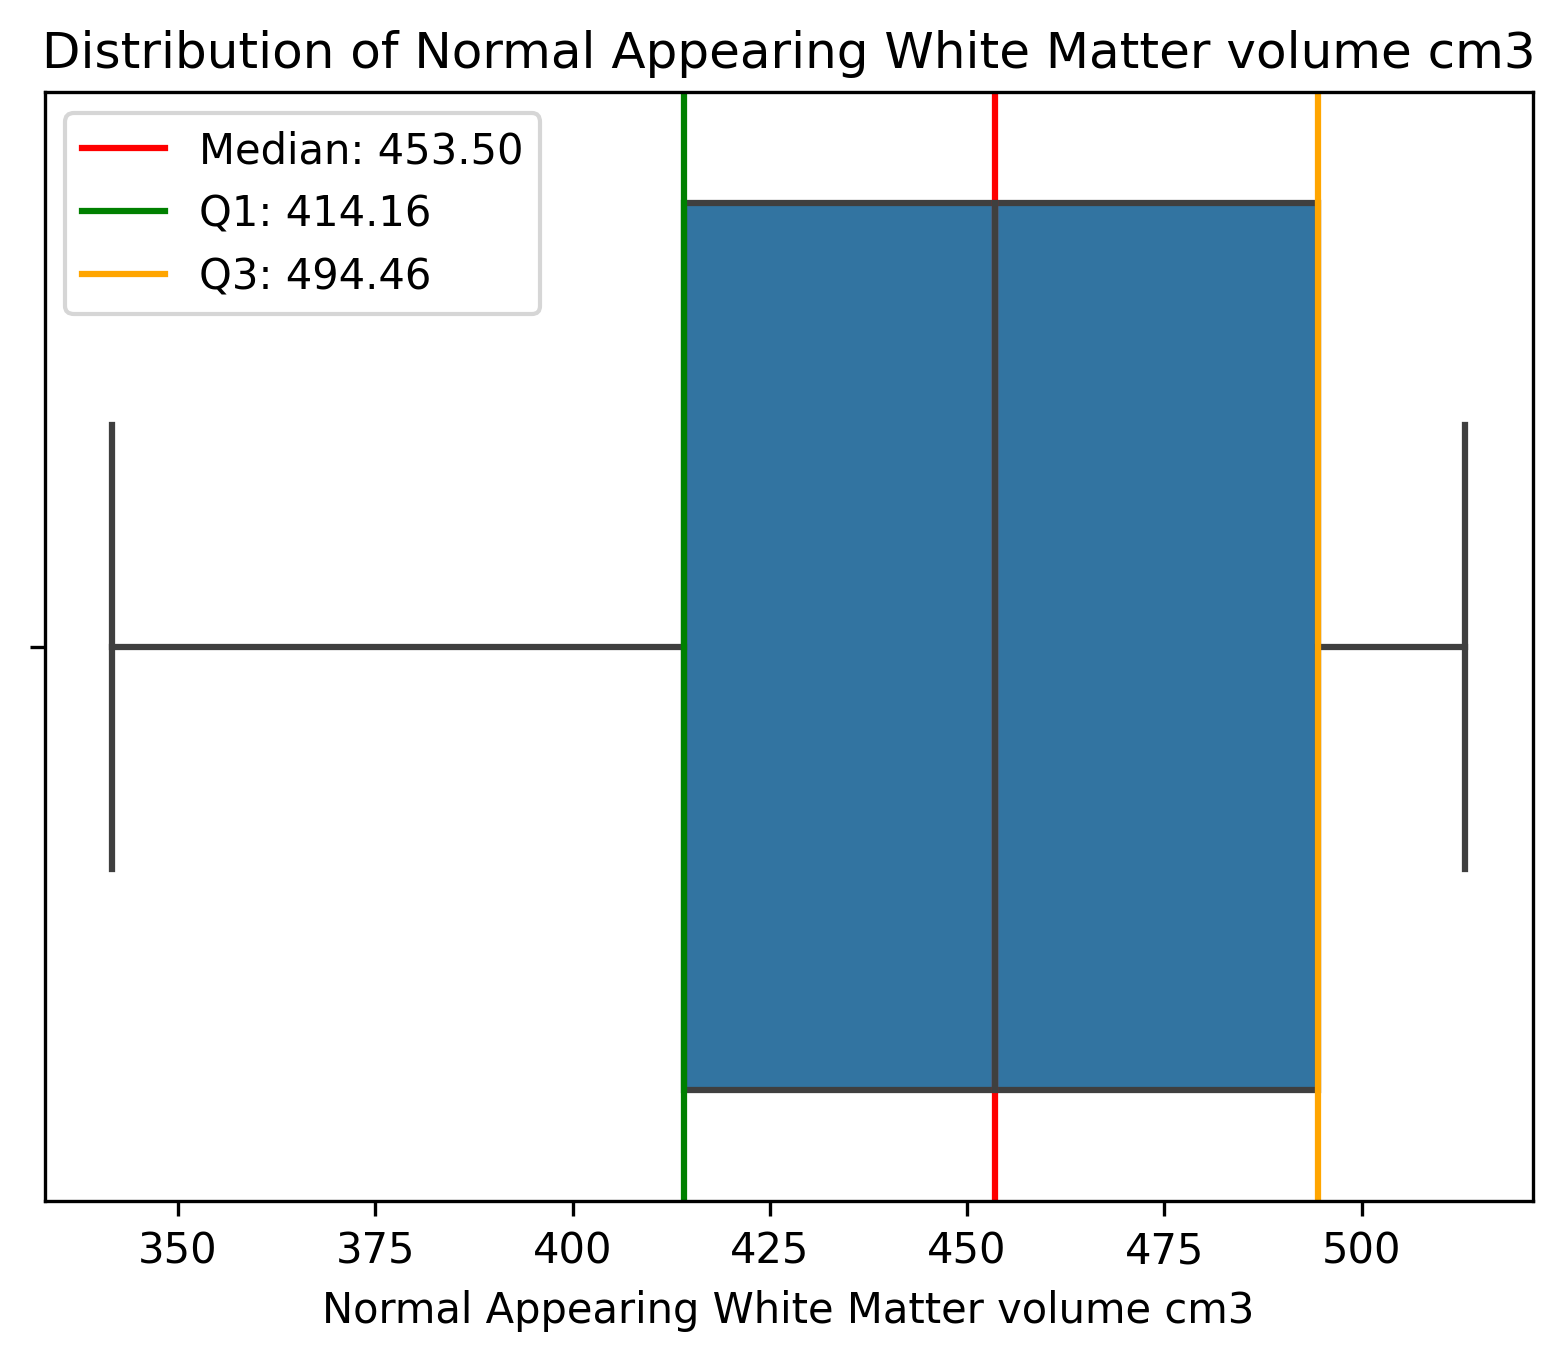 Distribution of Normal Appearing White Matter volume cm3
Median: 453.50
Q1: 414.16
Q3: 494.46
350 375 400 425 450 475 500
Normal Appearing White Matter volume cm3